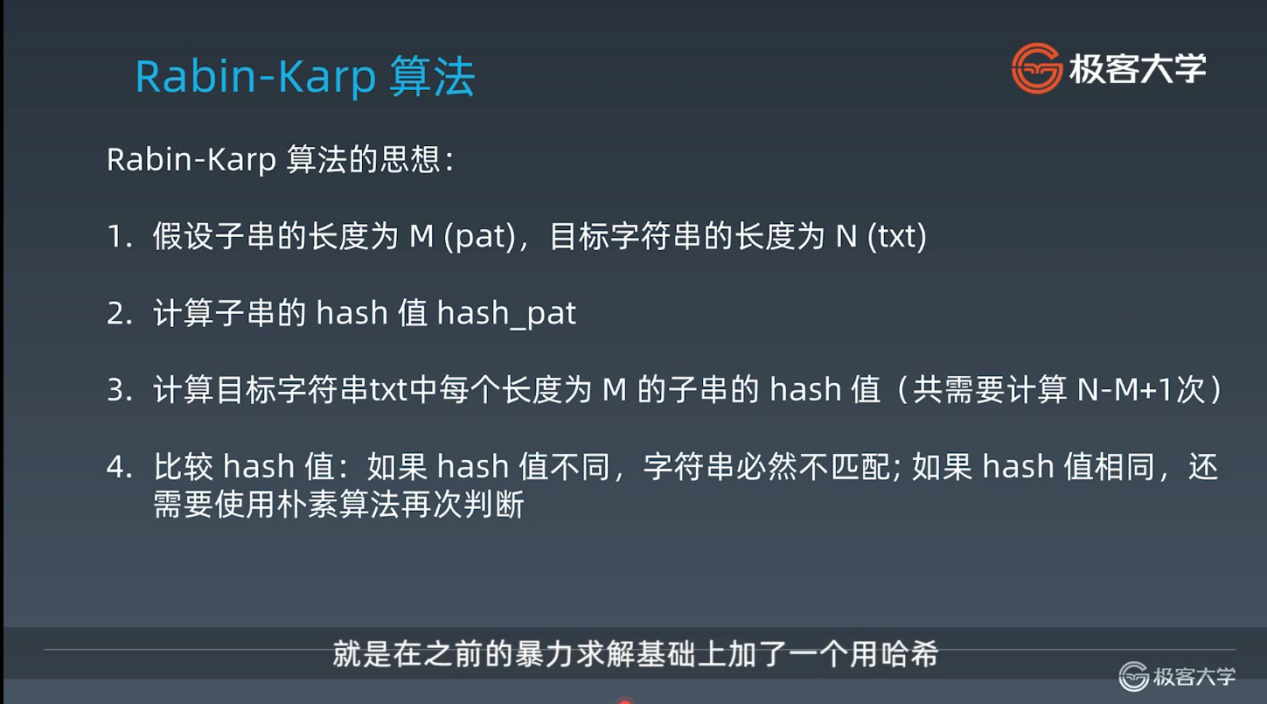 Rabin-Karp 算法
极客大学
Rabin-Karp 算法的思想：
1. 假设子串的长度为 M (pat)，目标字符串的长度为 N (txt)
2. 计算子串的 hash 值 hash_pat
3. 计算目标字符串txt中每个长度为 M 的子串的 hash 值（共需要计算 N-M+1次）
4. 比较 hash 值：如果 hash 值不同，字符串必然不匹配; 如果 hash 值相同，还
需要使用朴素算法再次判断
就是在之前的暴力求解基础上加了一个用哈希
极客大学